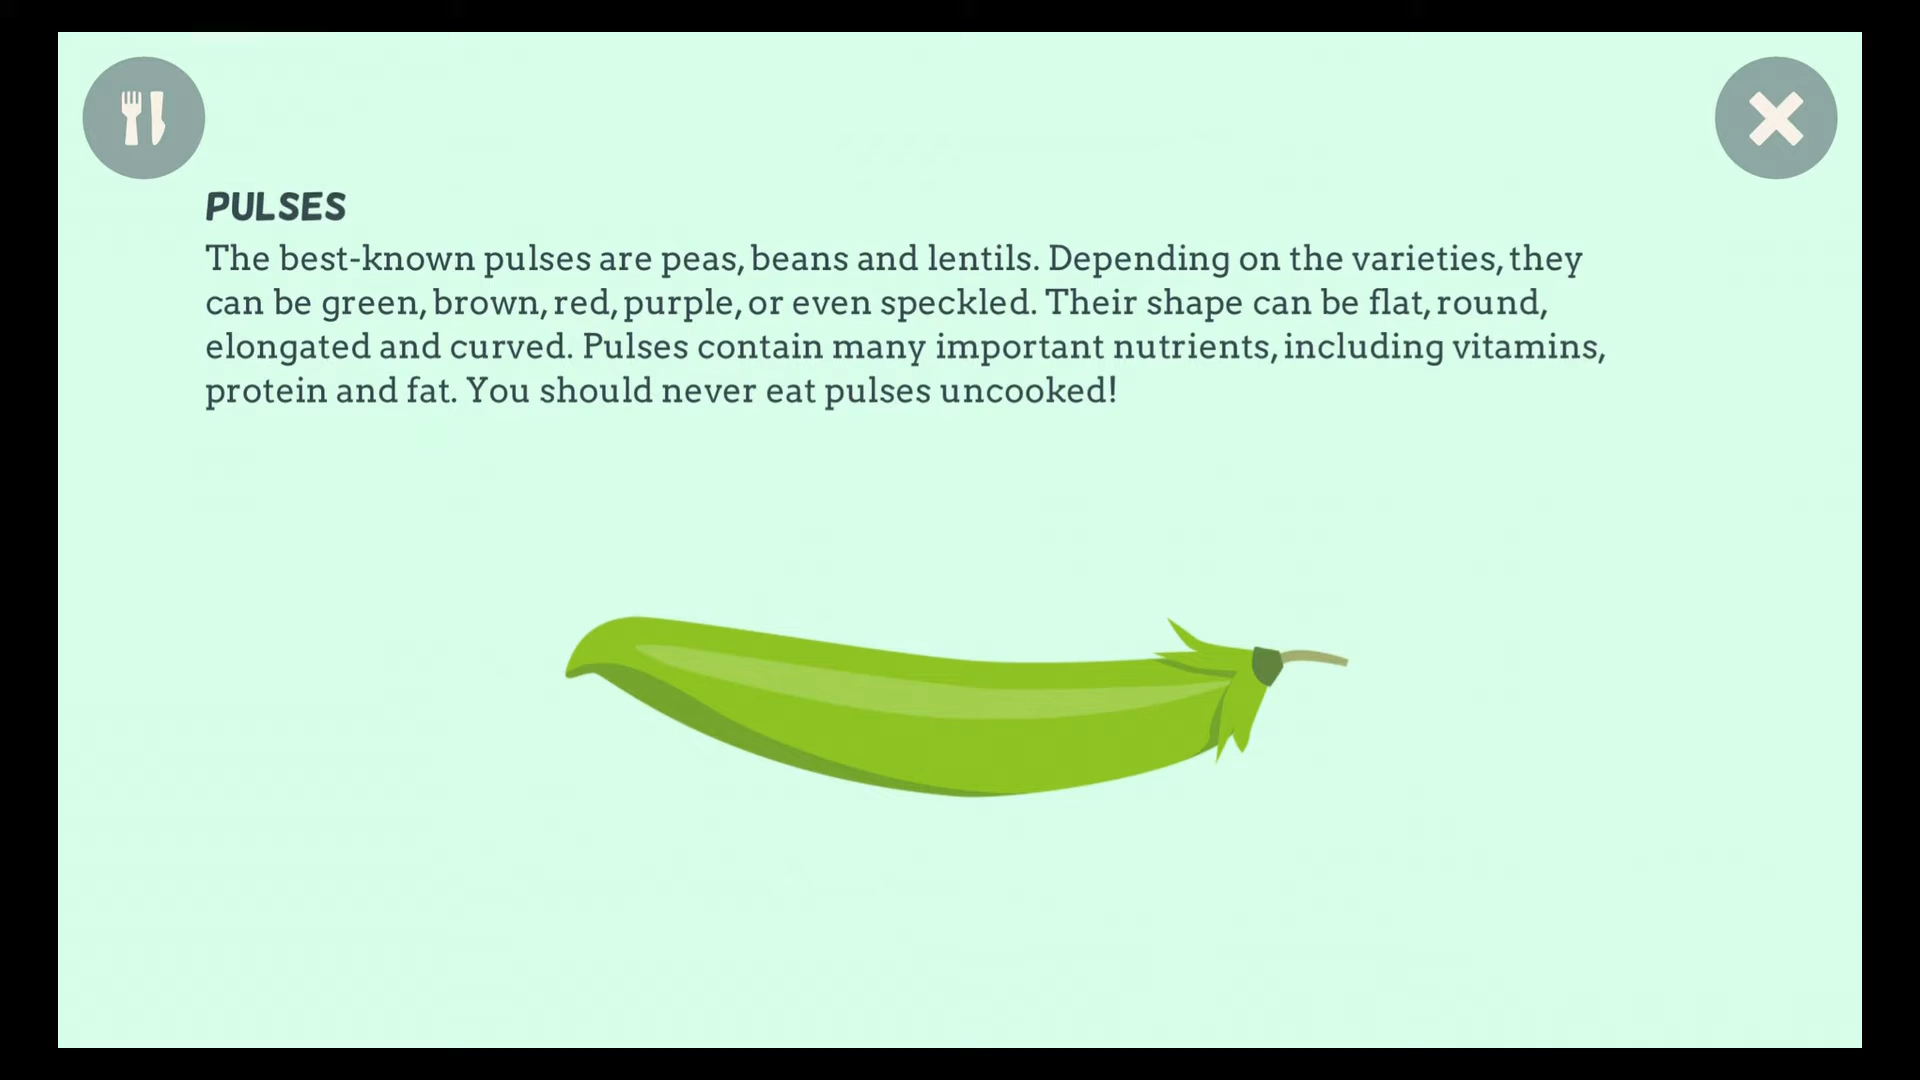 PULSES
The best-known pulses are peas, beans and lentils. Depending on the varieties, they
can be green, brown, red, purple, or even speckled. Their shape can be flat, round,
elongated and curved. Pulses contain many important nutrients, including vitamins,
protein and fat. You should never eat pulses uncooked!